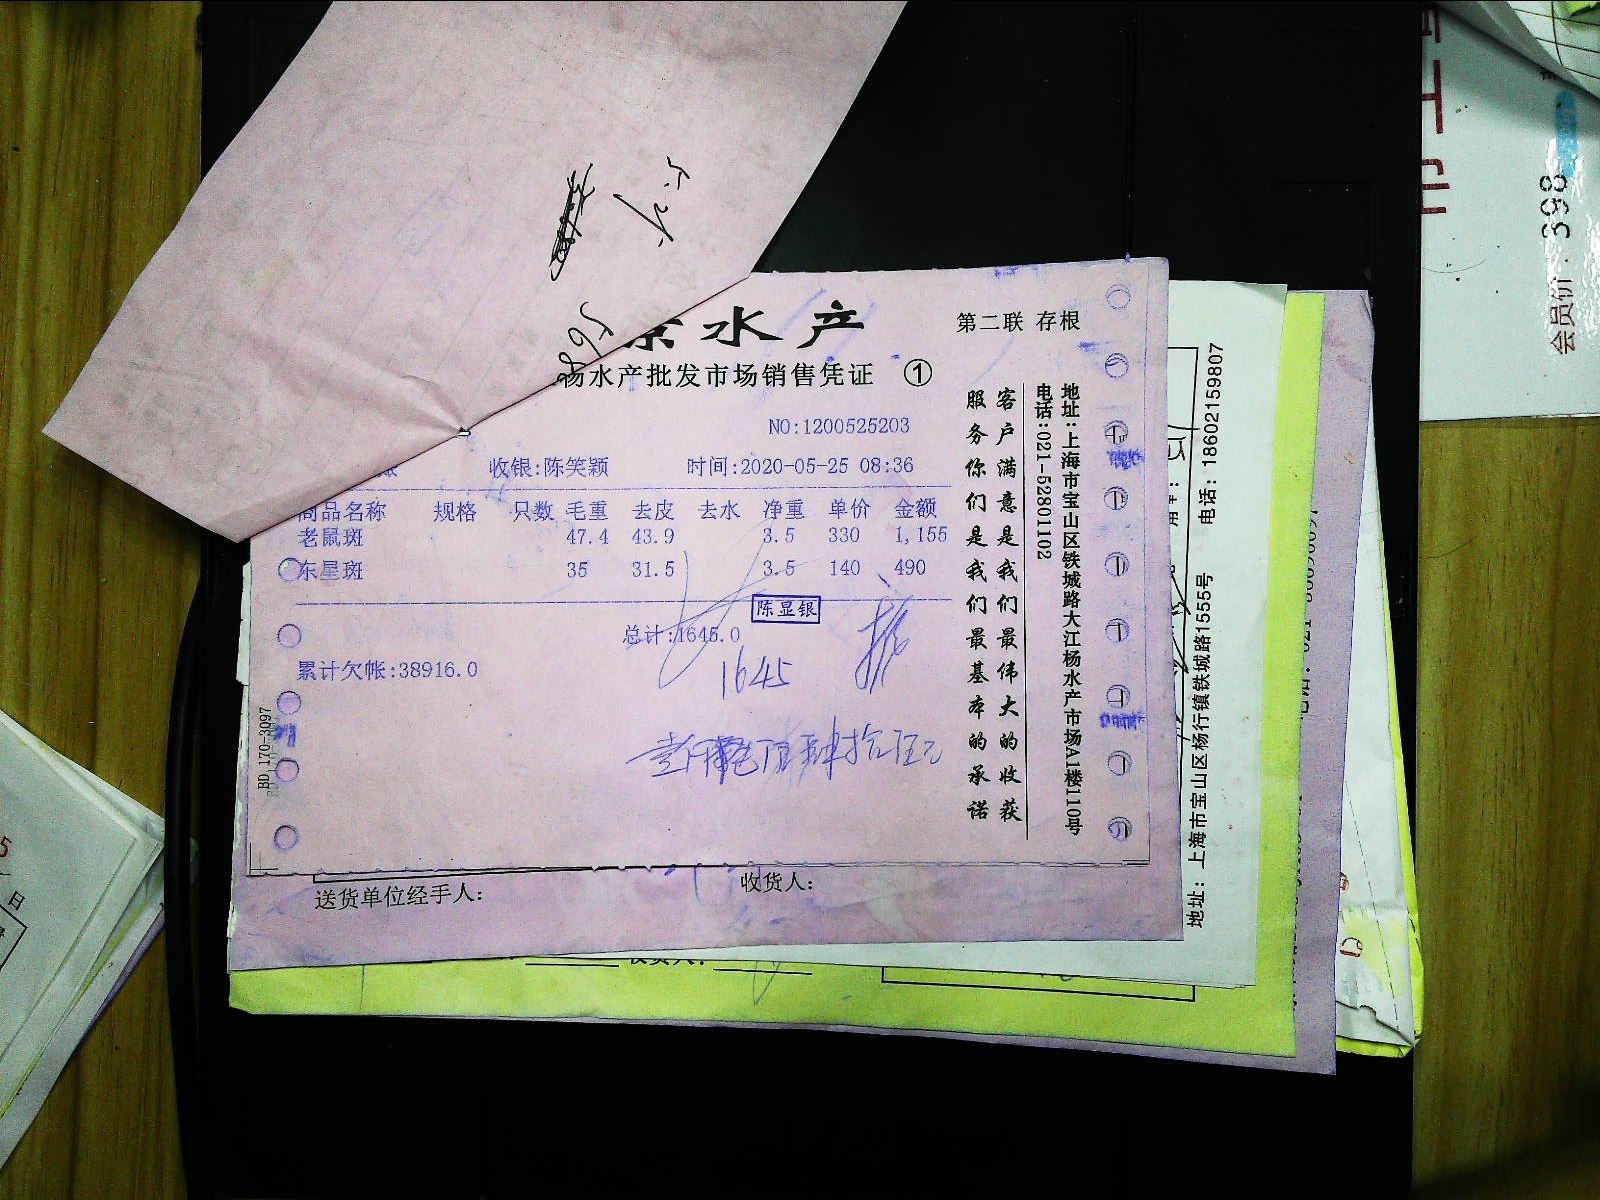 水产
第二联 存根
杨水产批发市场销售凭证 ①
NO:1200525203
收银:陈笑颖 时间:2020-05-25 08:36
商品名称 规格 只数 毛重 去皮 去水 净重 单价 金额
老鼠斑 47.4 43.9 3.5 330 1,155
东星斑 35 31.5 3.5 140 490
陈显银
总计:1645.0
1645
累计欠帐:38916.0
BD 170-3097
客户满意是我们最伟大的收获
服务你们是我们最基本的承诺
地址:上海市宝山区铁城路大江杨水产市场A1楼110号
电话:021-52801102
送货单位经手人:
收货人:
地址: 上海市宝山区杨行镇铁城路1555号 电话: 18602159807
收货人:
会员价: 398
5
日